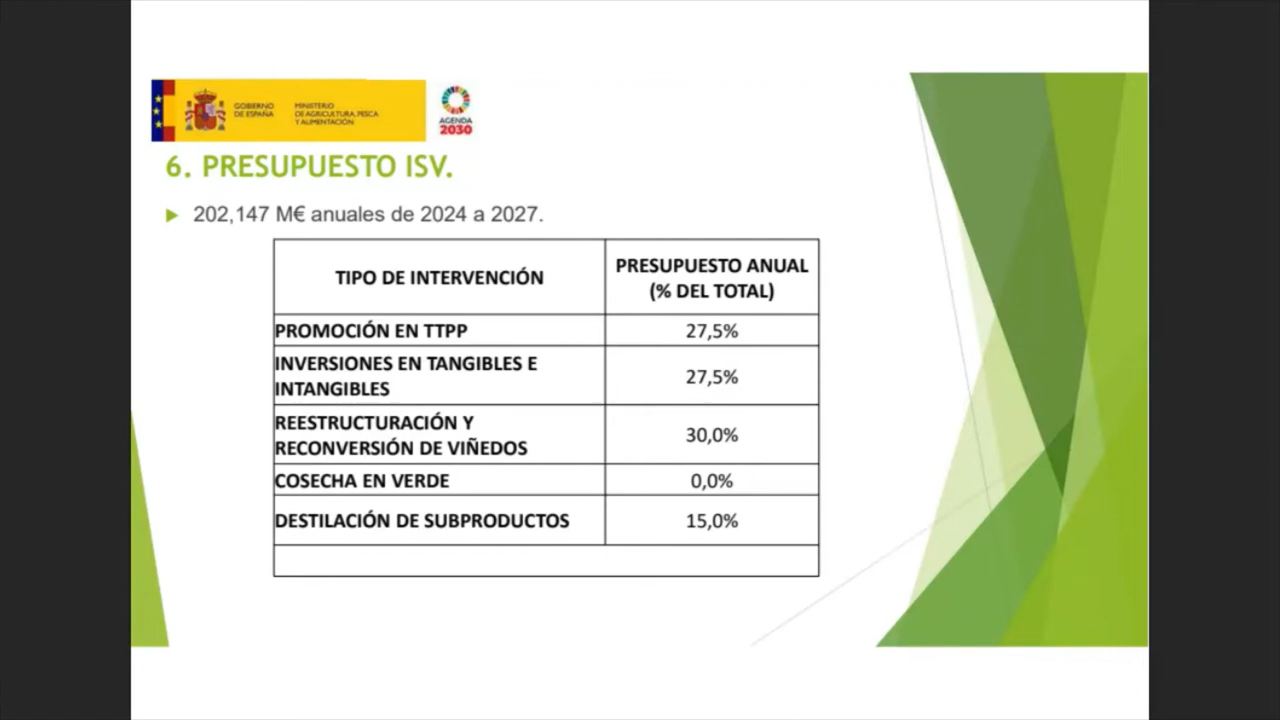 GOBIERNO
DE ESPAÑA
MINISTERIO
DE AGRICULTURA, PESCA
Y ALIMENTACIÓN
AGENDA
2030
6. PRESUPUESTO ISV.
202,147 M€ anuales de 2024 a 2027.
TIPO DE INTERVENCIÓN
PRESUPUESTO ANUAL
(% DEL TOTAL)
PROMOCIÓN EN TTPP
27,5%
INVERSIONES EN TANGIBLES E
INTANGIBLES
27,5%
REESTRUCTURACIÓN Y
RECONVERSIÓN DE VIÑEDOS
30,0%
COSECHA EN VERDE
0,0%
DESTILACIÓN DE SUBPRODUCTOS
15,0%